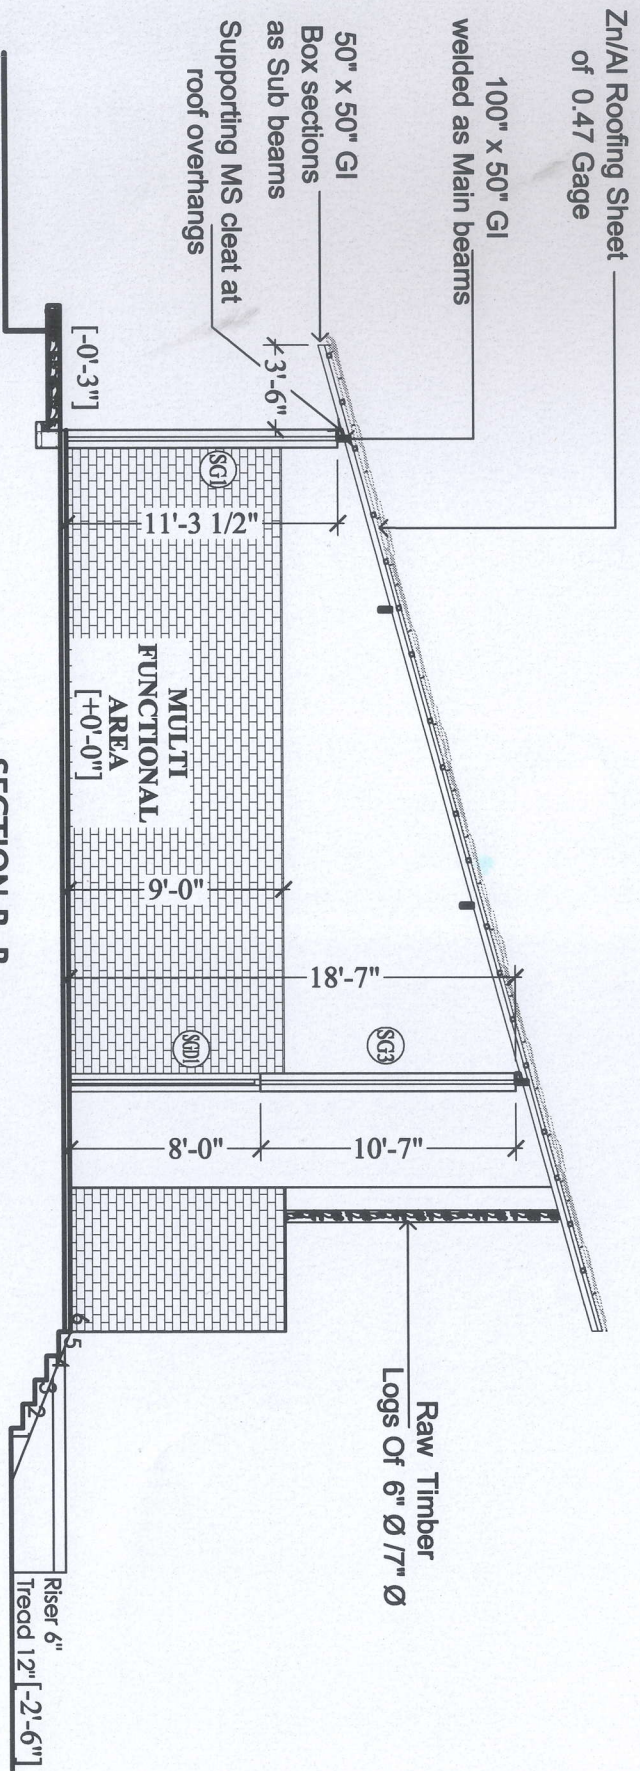 Zn/Al Roofing Sheet
of 0.47 Gage
100" x 50" GI
welded as Main beams
50" x 50" GI
Box sections
as Sub beams
Supporting MS cleat at
roof overhangs
3'-6"
[-0'-3"]
SG1
11'-3 1/2"
MULTI
FUNCTIONAL
AREA
[+0'-0"]
9'-0"
18'-7"
SG3
SGD1
8'-0"
10'-7"
Raw Timber
Logs Of 6" Ø /7" Ø
6
5
4
3
2
Riser 6"
Tread 12"[-2'-6"]